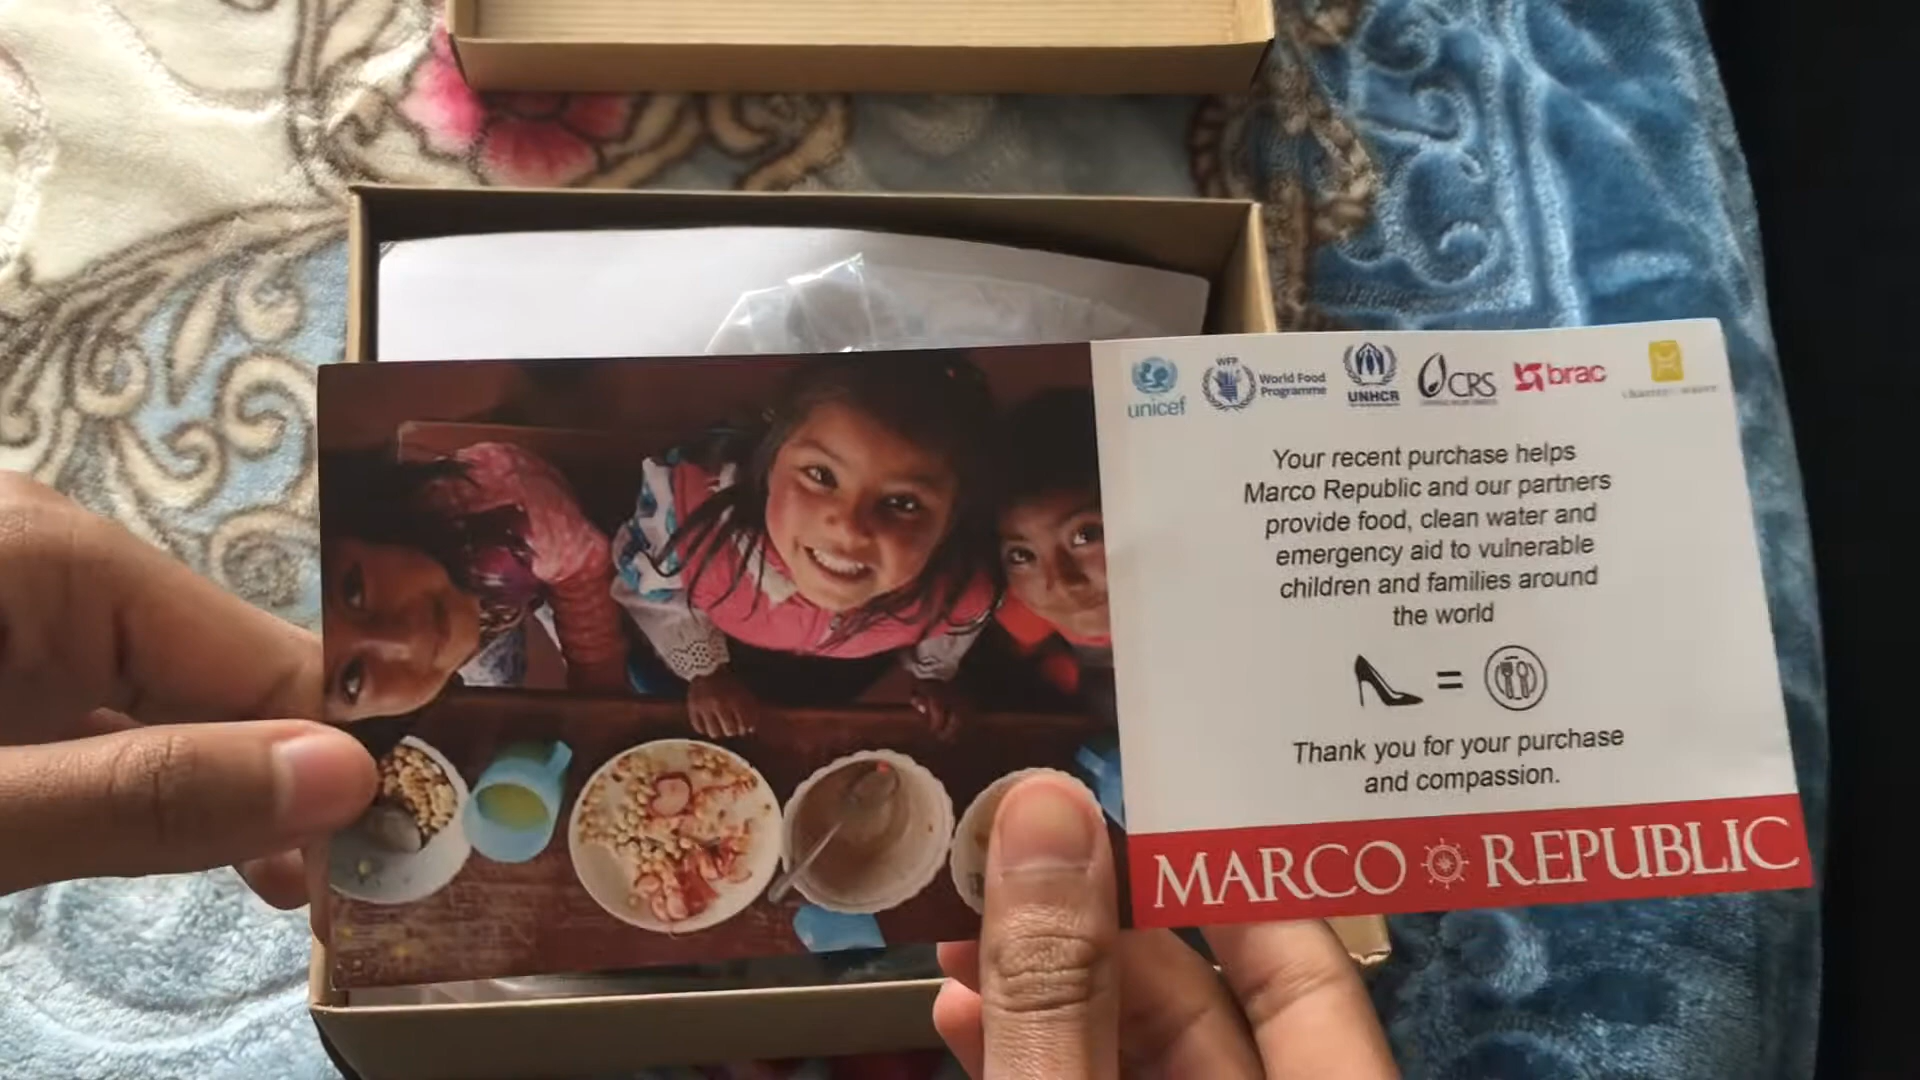 unicef
WFP
World Food
Programme
UNHCR
CRS
brac
Your recent purchase helps
Marco Republic and our partners
provide food, clean water and
emergency aid to vulnerable
children and families around
the world
=
Thank you for your purchase
and compassion.
MARCO REPUBLIC